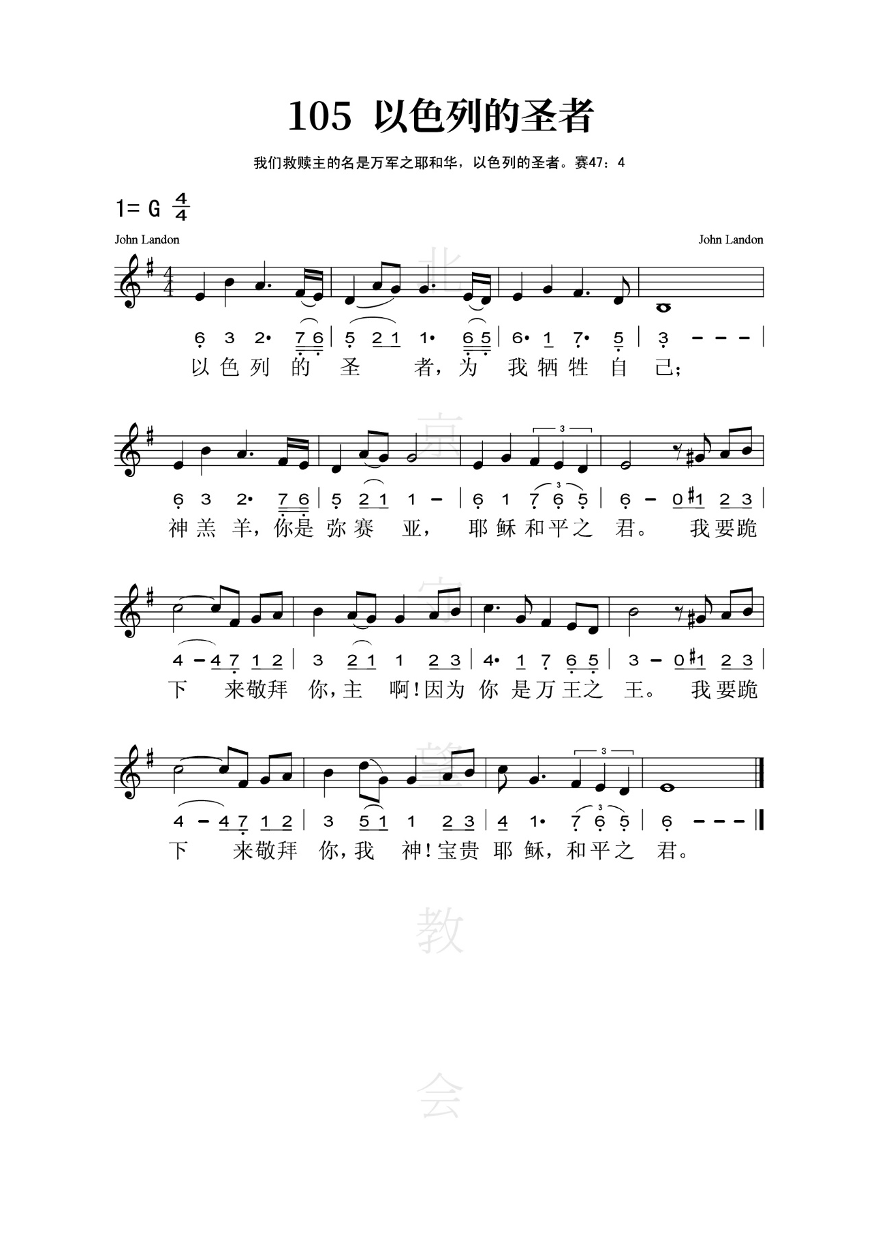 105 以色列的圣者
我们救赎主的名是万军之耶和华，以色列的圣者。赛47：4
1= G 4/4
John Landon John Landon
6 3 2• 7 6 | 5 2 1 1• 6 5 | 6• 1 7• 5 | 3 - - - |
以 色 列 的 圣 者，为 我 牺 牲 自 己；
6 3 2• 7 6 | 5 2 1 1 - | 6 1 7 6 5 | 6 - 0 #1 2 3 |
神 羔 羊，你是 弥 赛 亚， 耶 稣 和 平 之 君。 我 要 跪
4 - 4 7 1 2 | 3 2 1 1 2 3 | 4• 1 7 6 5 | 3 - 0 #1 2 3 |
下 来敬拜 你，主 啊！因为 你 是 万 王之 王。 我 要 跪
4 - 4 7 1 2 | 3 5 1 1 2 3 | 4 1• 7 6 5 | 6 - - - ‖
下 来敬拜 你，我 神！宝贵 耶 稣，和 平 之 君。
北
京
守
望
教
会